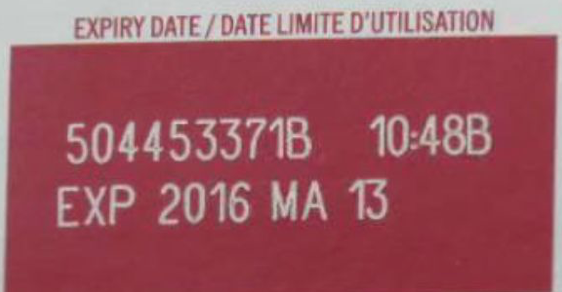 EXPIRY DATE / DATE LIMITE D'UTILISATION
504453371B 10:48B
EXP 2016 MA 13